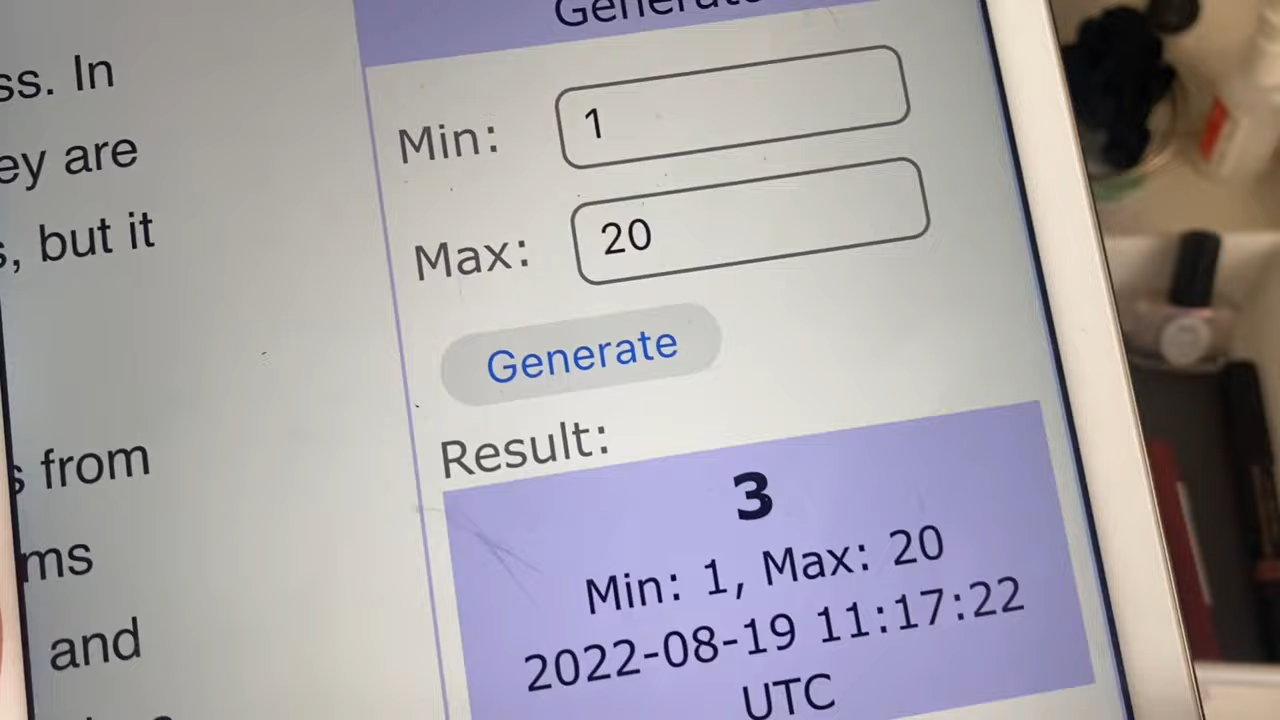 ss. In
ey are
s, but it
s from
ms
and
Generate
Min: 1
Max: 20
Generate
Result:
3
Min: 1, Max: 20
2022-08-19 11:17:22
UTC